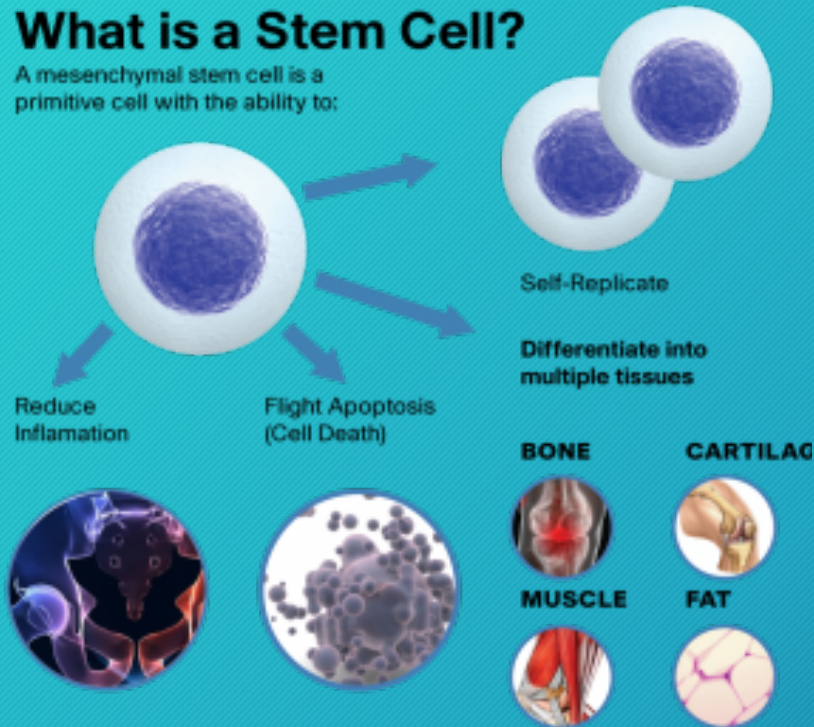 What is a Stem Cell?
A mesenchymal stem cell is a
primitive cell with the ability to:
Self-Replicate
Differentiate into
multiple tissues
Reduce
Inflamation
Flight Apoptosis
(Cell Death)
BONE
CARTILAG
MUSCLE
FAT